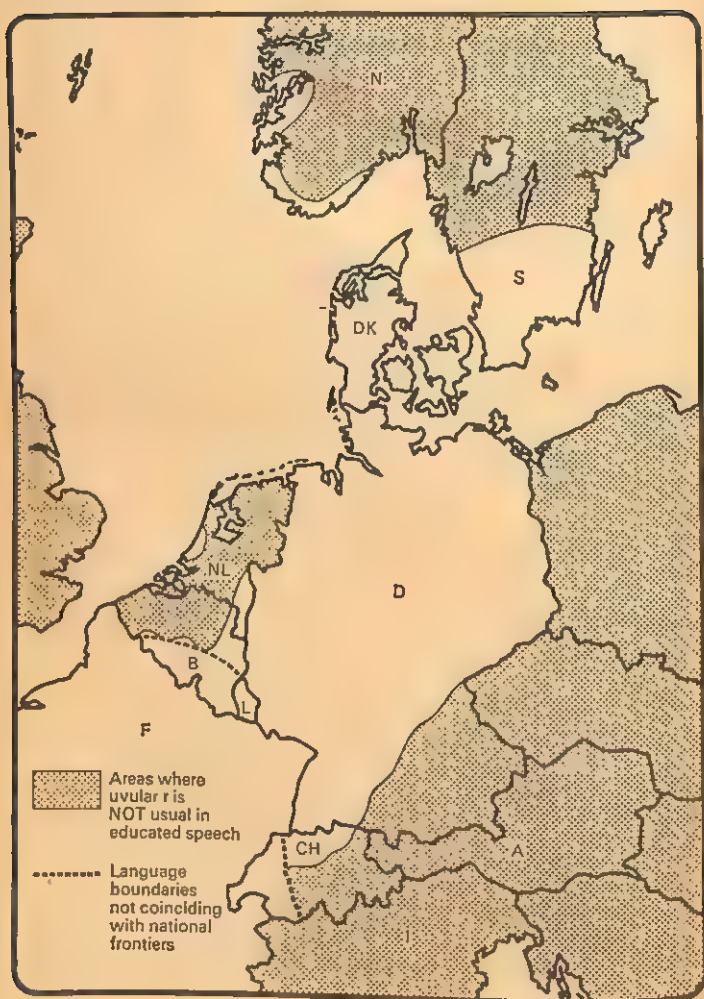 N
S
DK
NL
D
B
L
F
Areas where
uvular r is
NOT usual in
educated speech
CH
A
Language
boundaries
not coinciding
with national
frontiers
I